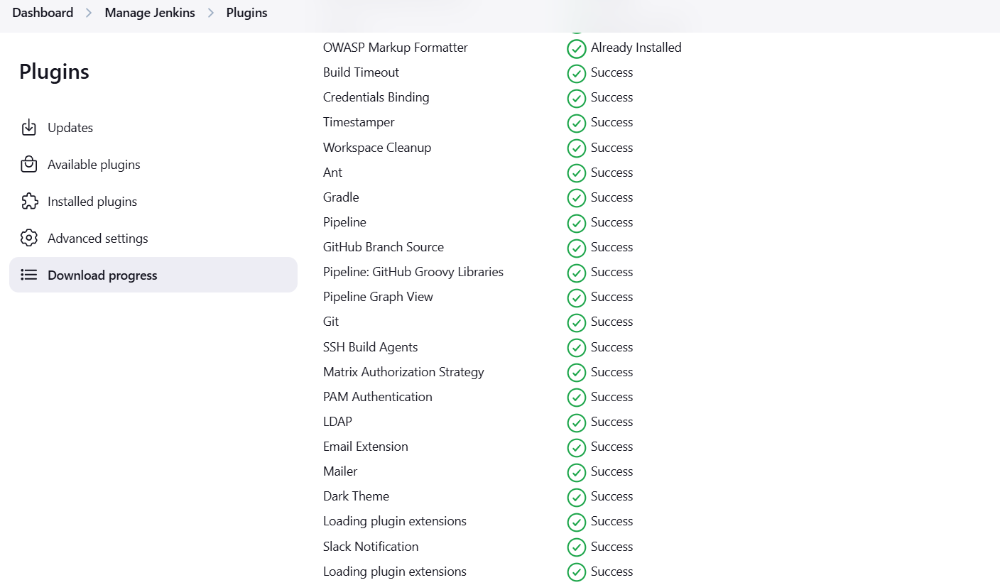 Dashboard > Manage Jenkins > Plugins
Plugins
Updates
Available plugins
Installed plugins
Advanced settings
Download progress
OWASP Markup Formatter Already Installed
Build Timeout Success
Credentials Binding Success
Timestamper Success
Workspace Cleanup Success
Ant Success
Gradle Success
Pipeline Success
GitHub Branch Source Success
Pipeline: GitHub Groovy Libraries Success
Pipeline Graph View Success
Git Success
SSH Build Agents Success
Matrix Authorization Strategy Success
PAM Authentication Success
LDAP Success
Email Extension Success
Mailer Success
Dark Theme Success
Loading plugin extensions Success
Slack Notification Success
Loading plugin extensions Success